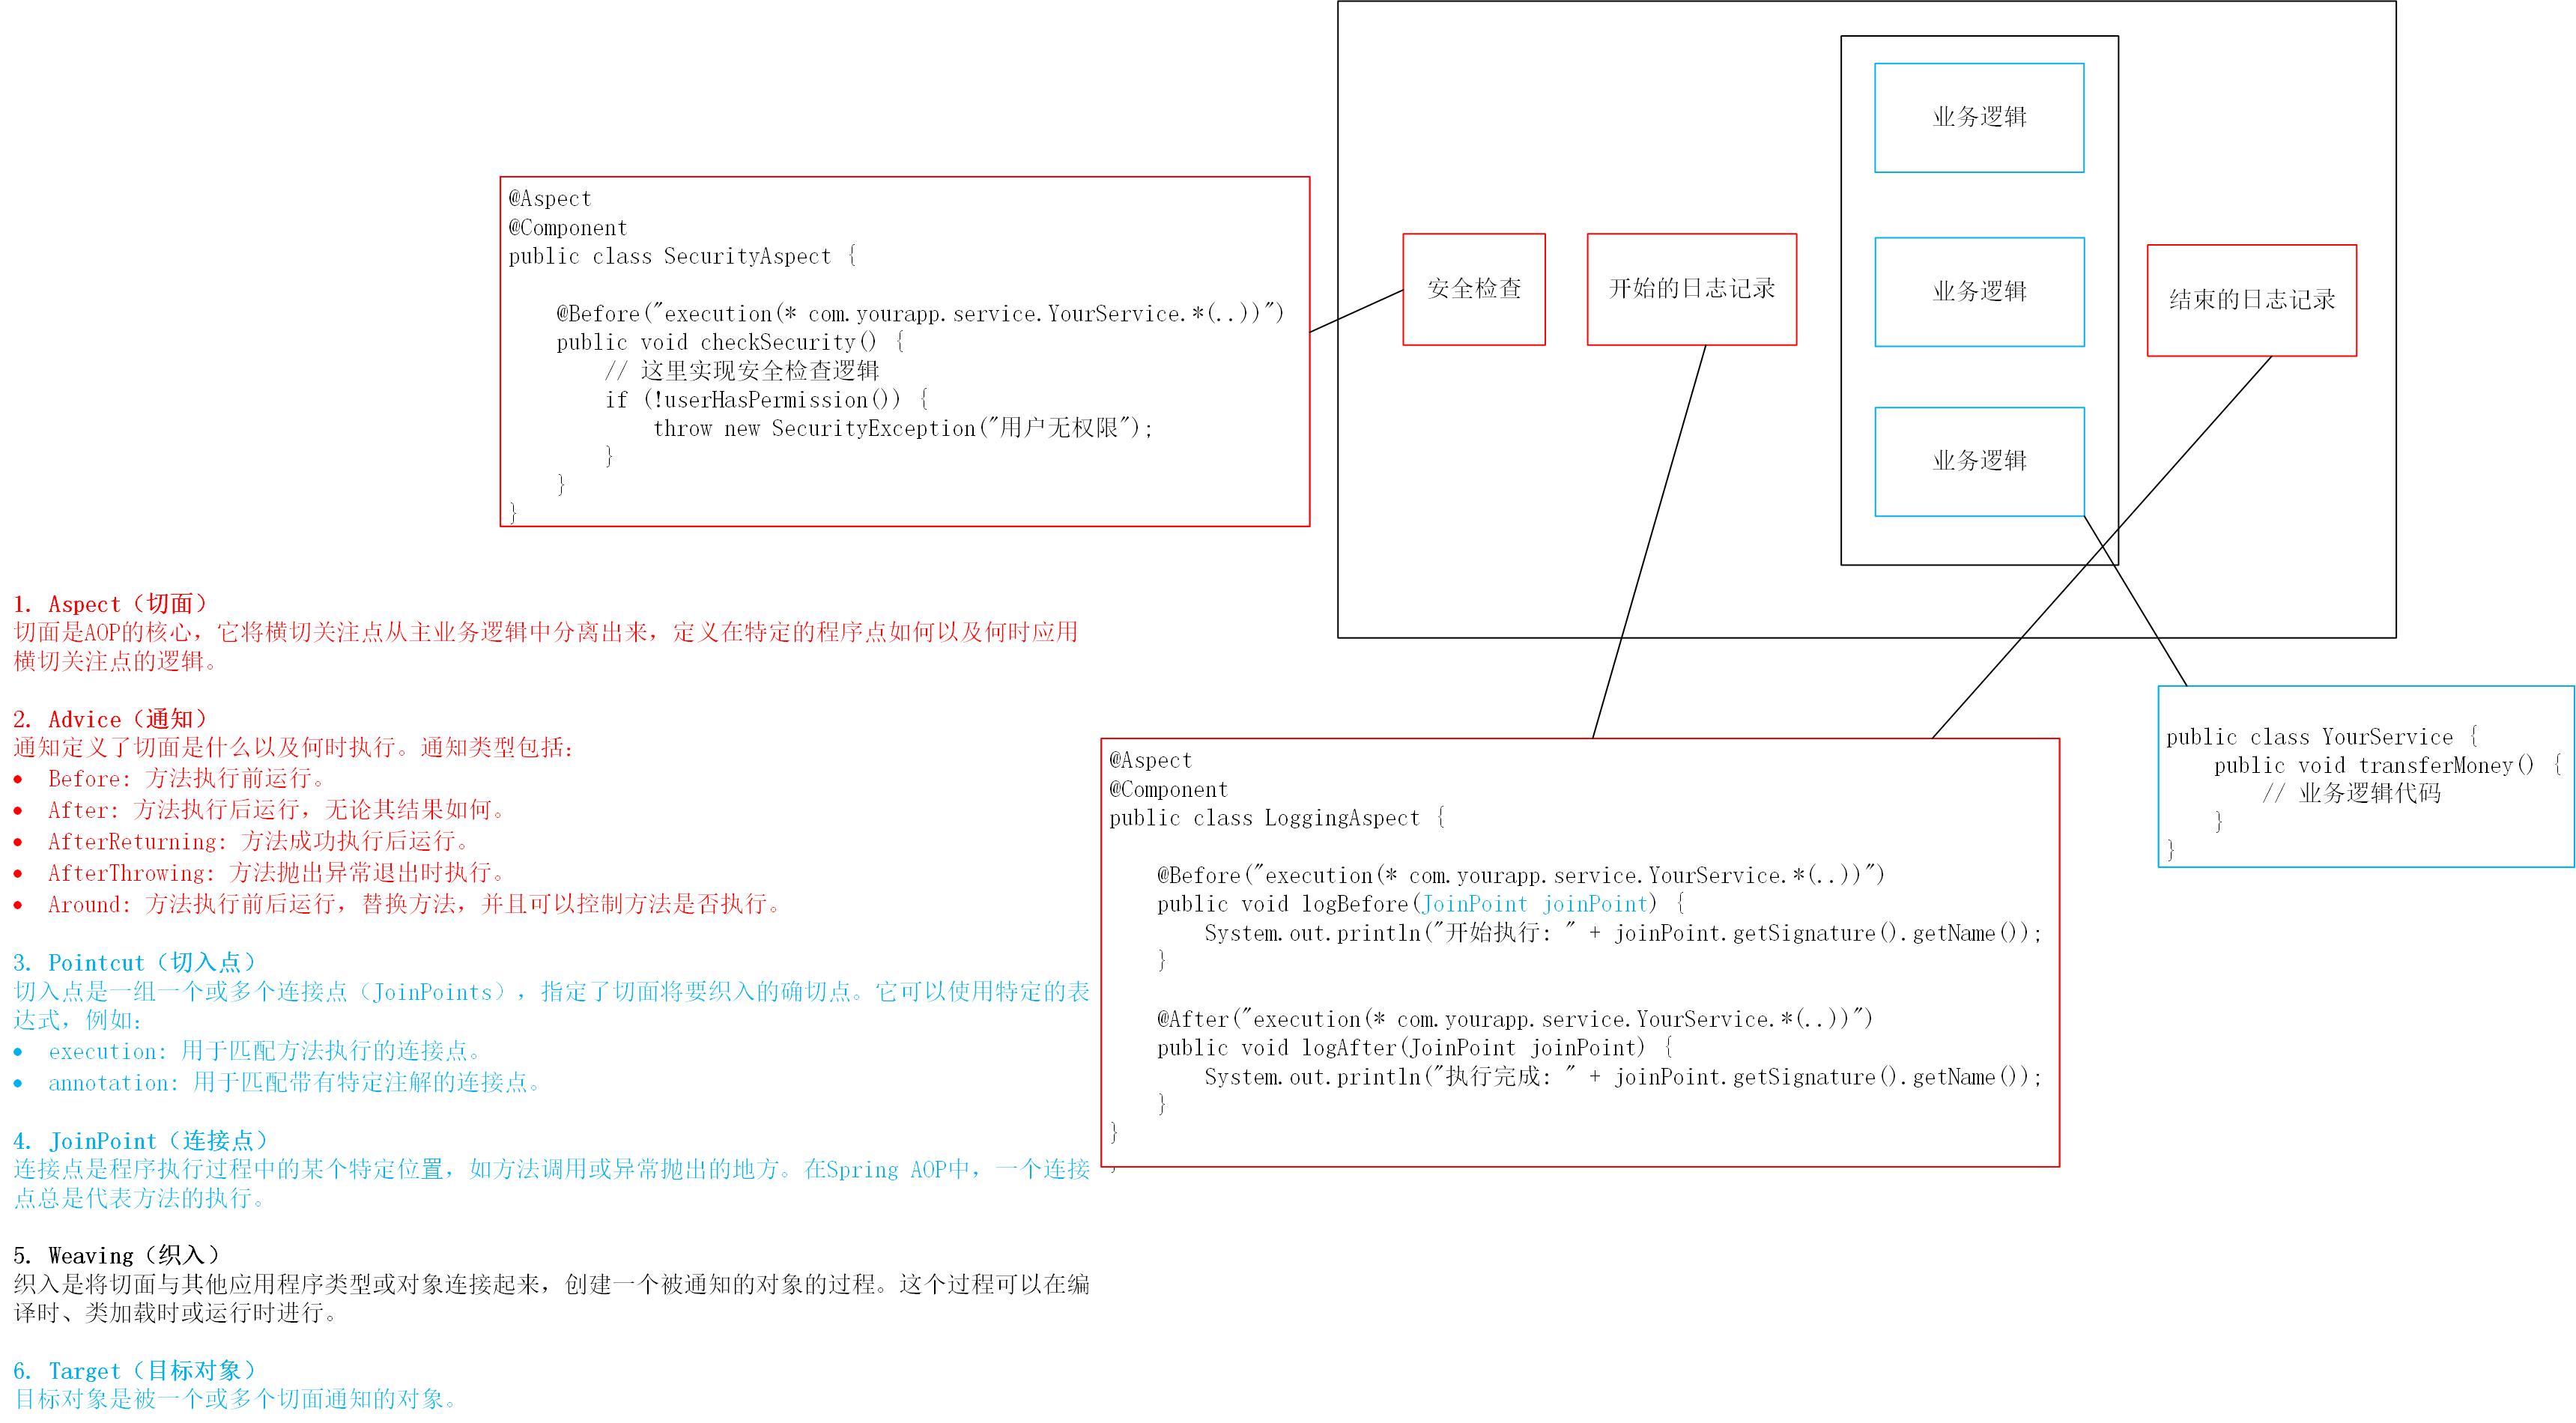 业务逻辑
业务逻辑
业务逻辑
安全检查
开始的日志记录
结束的日志记录
@Aspect
@Component
public class SecurityAspect {
@Before("execution(* com.yourapp.service.YourService.*(..))")
public void checkSecurity() {
// 这里实现安全检查逻辑
if (!userHasPermission()) {
throw new SecurityException("用户无权限");
}
}
}
1. Aspect（切面）
切面是AOP的核心，它将横切关注点从主业务逻辑中分离出来，定义在特定的程序点如何以及何时应用
横切关注点的逻辑。
2. Advice（通知）
通知定义了切面是什么以及何时执行。通知类型包括:
• Before: 方法执行前运行。
• After: 方法执行后运行，无论其结果如何。
• AfterReturning: 方法成功执行后运行。
• AfterThrowing: 方法抛出异常退出时执行。
• Around: 方法执行前后运行，替换方法，并且可以控制方法是否执行。
3. Pointcut（切入点）
切入点是一组一个或多个连接点（JoinPoints），指定了切面将要织入的确切点。它可以使用特定的表
达式，例如:
• execution: 用于匹配方法执行的连接点。
• annotation: 用于匹配带有特定注解的连接点。
4. JoinPoint（连接点）
连接点是程序执行过程中的某个特定位置，如方法调用或异常抛出的地方。在Spring AOP中，一个连接
点总是代表方法的执行。
5. Weaving（织入）
织入是将切面与其他应用程序类型或对象连接起来，创建一个被通知的对象的过程。这个过程可以在编
译时、类加载时或运行时进行。
6. Target（目标对象）
目标对象是被一个或多个切面通知的对象。
@Aspect
@Component
public class LoggingAspect {
@Before("execution(* com.yourapp.service.YourService.*(..))")
public void logBefore(JoinPoint joinPoint) {
System.out.println("开始执行: " + joinPoint.getSignature().getName());
}
@After("execution(* com.yourapp.service.YourService.*(..))")
public void logAfter(JoinPoint joinPoint) {
System.out.println("执行完成: " + joinPoint.getSignature().getName());
}
}
public class YourService {
public void transferMoney() {
// 业务逻辑代码
}
}